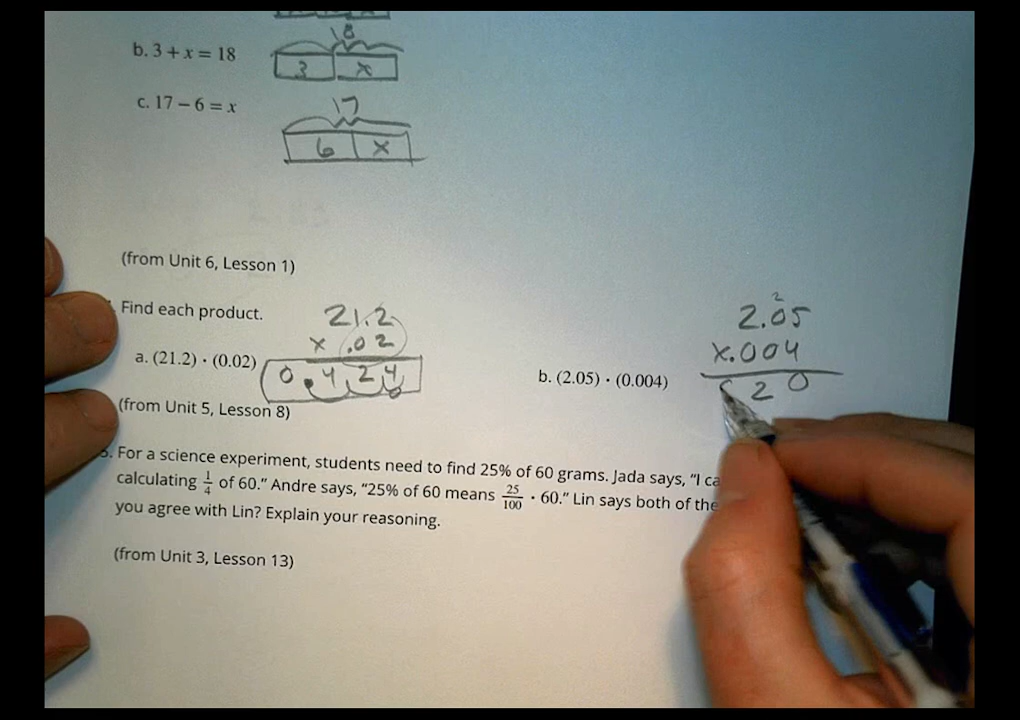 18
b. 3 + x = 18
3 x
c. 17 – 6 = x
17
6 x
(from Unit 6, Lesson 1)
Find each product.
a. (21.2) · (0.02)
21.2
x .02
0.424
b. (2.05) · (0.004)
2
2.05
x.004
20
(from Unit 5, Lesson 8)
. For a science experiment, students need to find 25% of 60 grams. Jada says, “I
calculating 1/4 of 60.” Andre says, “25% of 60 means 25/100 · 60.” Lin says both of
you agree with Lin? Explain your reasoning.
(from Unit 3, Lesson 13)